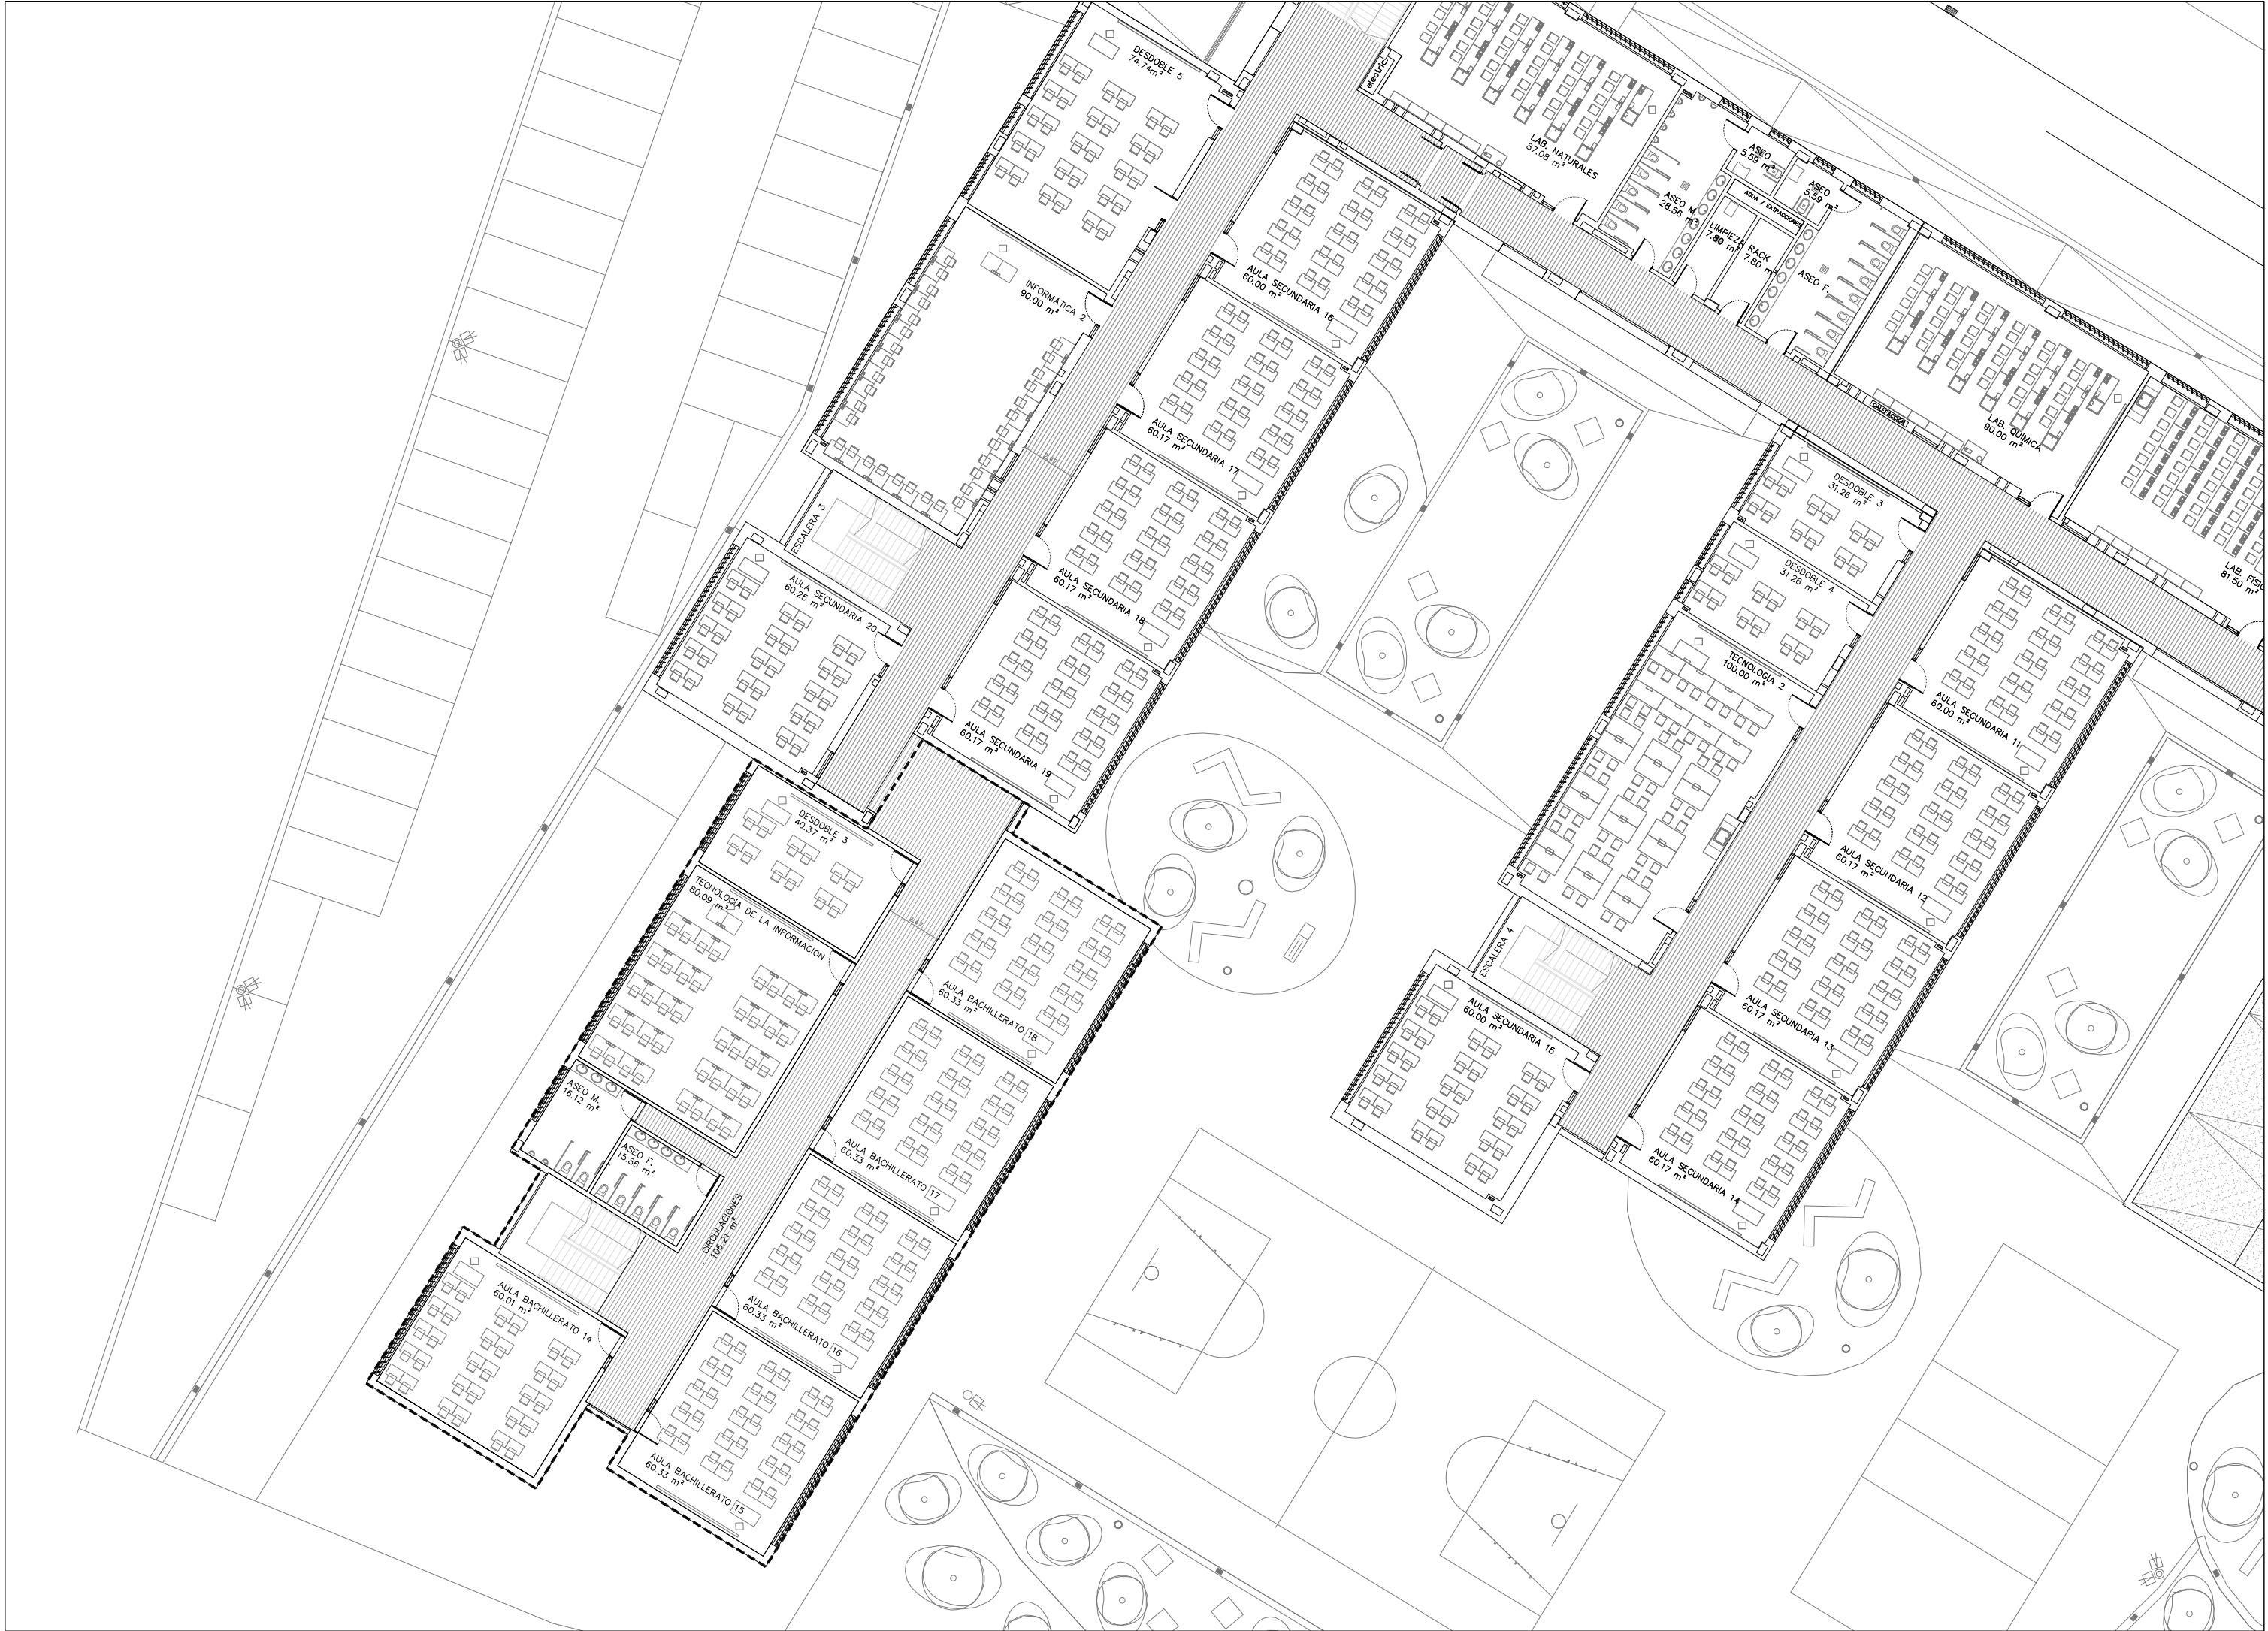 DESDOBLE 5
74.74m²
electric.
LAB. NATURALES
87.08 m²
ASEO
5.59 m²
ASEO
5.59 m²
AGUA / EXTRACCIONES
ASEO M.
28.56 m²
LIMPIEZA
7.80 m²
RACK
7.80 m²
ASEO F.
INFORMÁTICA 2
90.00 m²
AULA SECUNDARIA 16
60.00 m²
AULA SECUNDARIA 17
60.17 m²
CALEFACCIÓN
LAB. QUÍMICA
90.00 m²
LAB. FÍSIC
81.50 m²
2.47
ESCALERA 3
DESDOBLE 3
31.26 m²
DESDOBLE 4
31.26 m²
AULA SECUNDARIA 18
60.17 m²
AULA SECUNDARIA 20
60.25 m²
TECNOLOGÍA 2
100.00 m²
AULA SECUNDARIA 11
60.00 m²
AULA SECUNDARIA 19
60.17 m²
AULA SECUNDARIA 12
60.17 m²
DESDOBLE 3
40.37 m²
TECNOLOGÍA DE LA INFORMACIÓN
80.09 m²
2.47
ESCALERA 4
AULA SECUNDARIA 15
60.00 m²
AULA SECUNDARIA 13
60.17 m²
AULA BACHILLERATO 18
60.33 m²
ASEO M.
16.12 m²
ASEO F.
15.86 m²
AULA BACHILLERATO 17
60.33 m²
AULA SECUNDARIA 14
60.17 m²
CIRCULACIONES
106.21 m²
AULA BACHILLERATO 14
60.01 m²
AULA BACHILLERATO 16
60.33 m²
AULA BACHILLERATO 15
60.33 m²